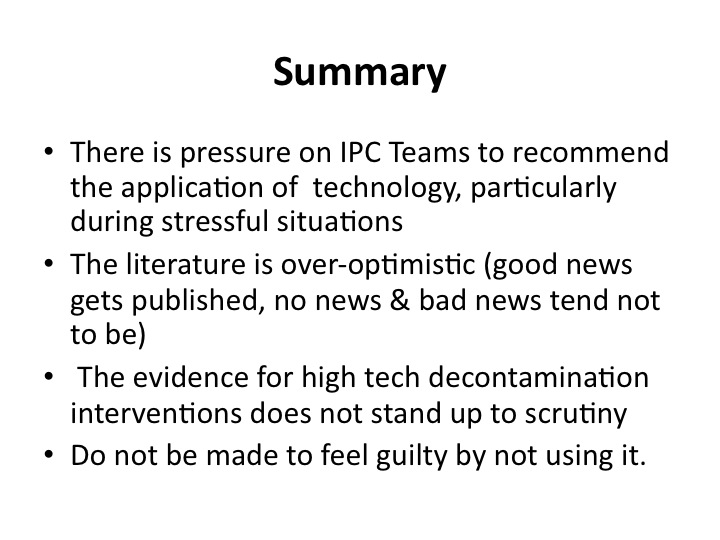 Summary
• There is pressure on IPC Teams to recommend
the application of  technology, particularly
during stressful situations
• The literature is over-optimistic (good news
gets published, no news & bad news tend not
to be)
•  The evidence for high tech decontamination
interventions does not stand up to scrutiny
• Do not be made to feel guilty by not using it.